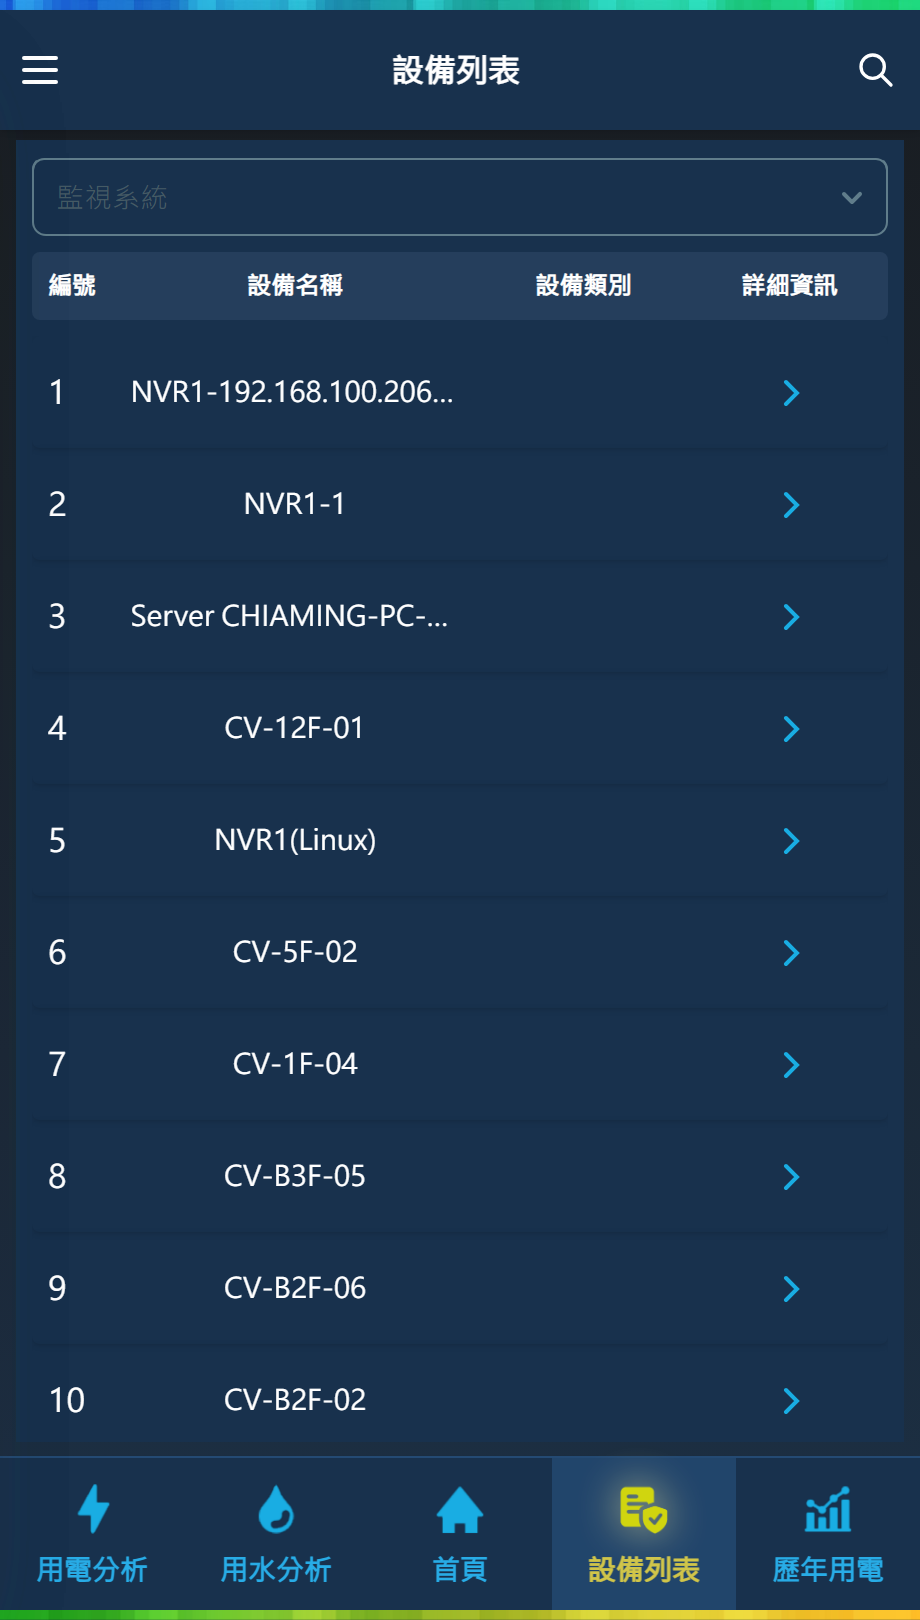 設備列表
監視系統
編號 設備名稱 設備類別 詳細資訊
1 NVR1-192.168.100.206...
2 NVR1-1
3 Server CHIAMING-PC-...
4 CV-12F-01
5 NVR1(Linux)
6 CV-5F-02
7 CV-1F-04
8 CV-B3F-05
9 CV-B2F-06
10 CV-B2F-02
用電分析 用水分析 首頁 設備列表 歷年用電